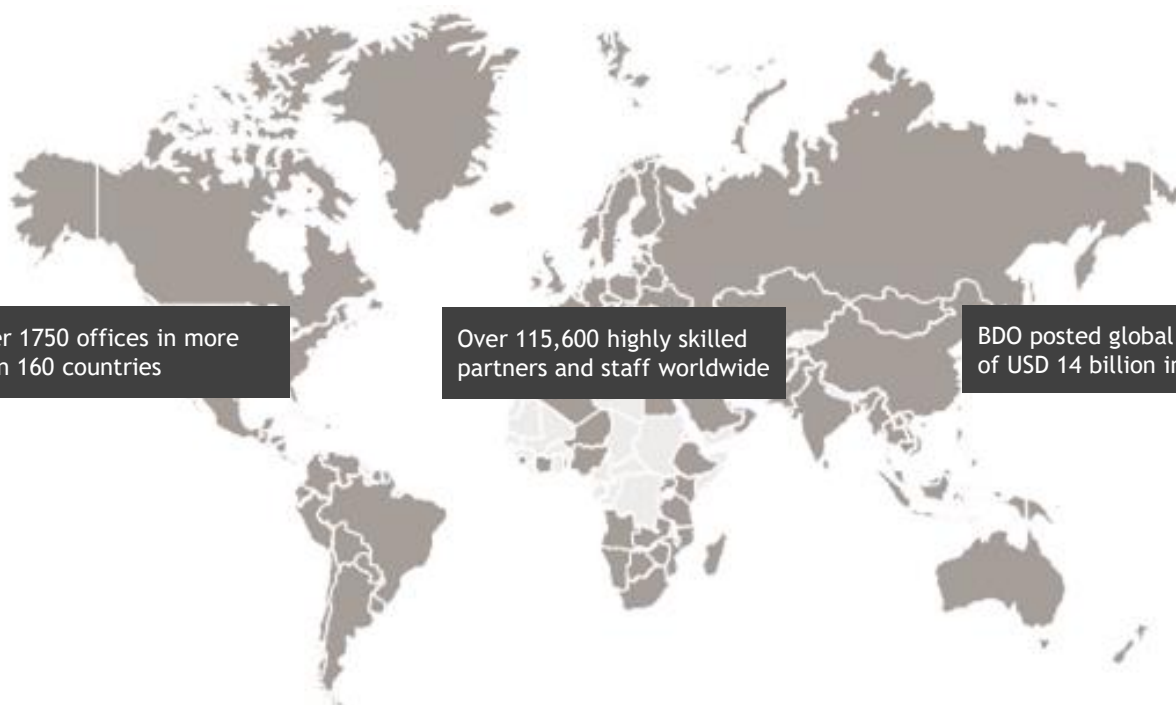 er 1750 offices in more
n 160 countries
Over 115,600 highly skilled
partners and staff worldwide
BDO posted global
of USD 14 billion i